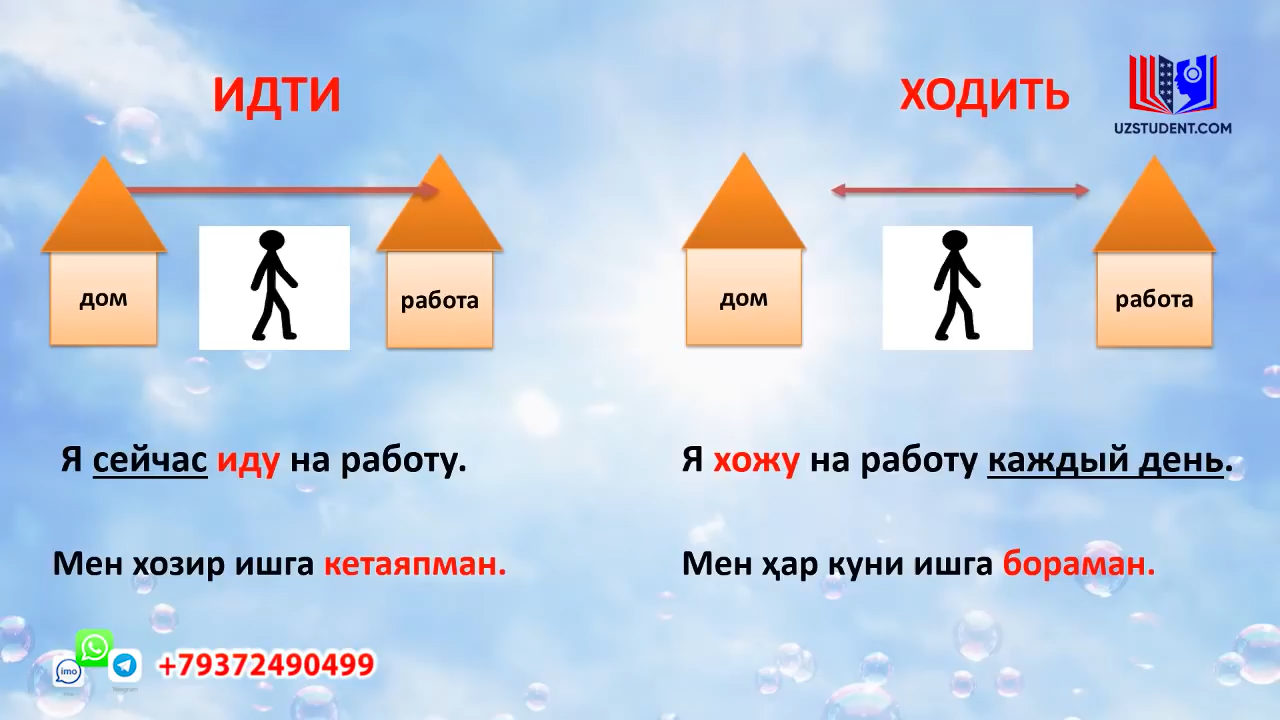 ИДТИ
ХОДИТЬ
UZSTUDENT.COM
дом
работа
дом
работа
Я сейчас иду на работу.
Я хожу на работу каждый день.
Мен хозир ишга кетаяпман.
Мен ҳар куни ишга бораман.
imo
+79372490499